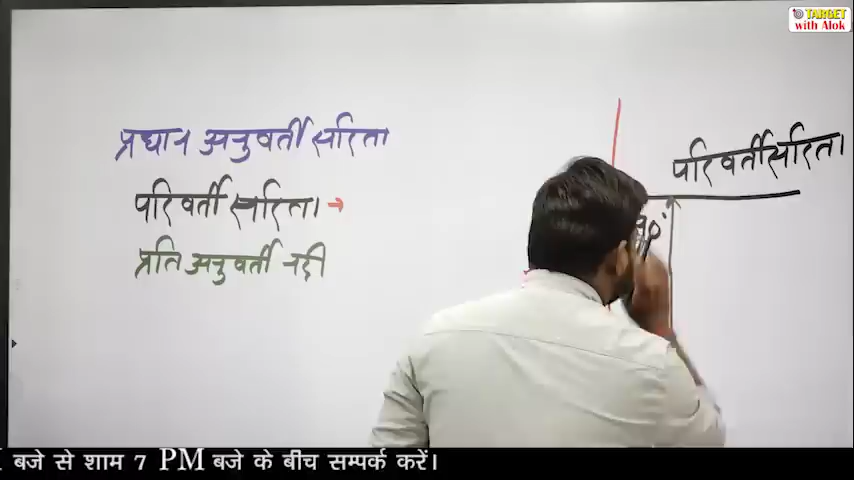 TARGET
with Alok
प्रधान अनुवर्ती सरिता
परिवर्ती सरिता →
प्रति अनुवर्ती नदी
परिवर्ती सरिता
90°
बजे से शाम 7 PM बजे के बीच सम्पर्क करें।